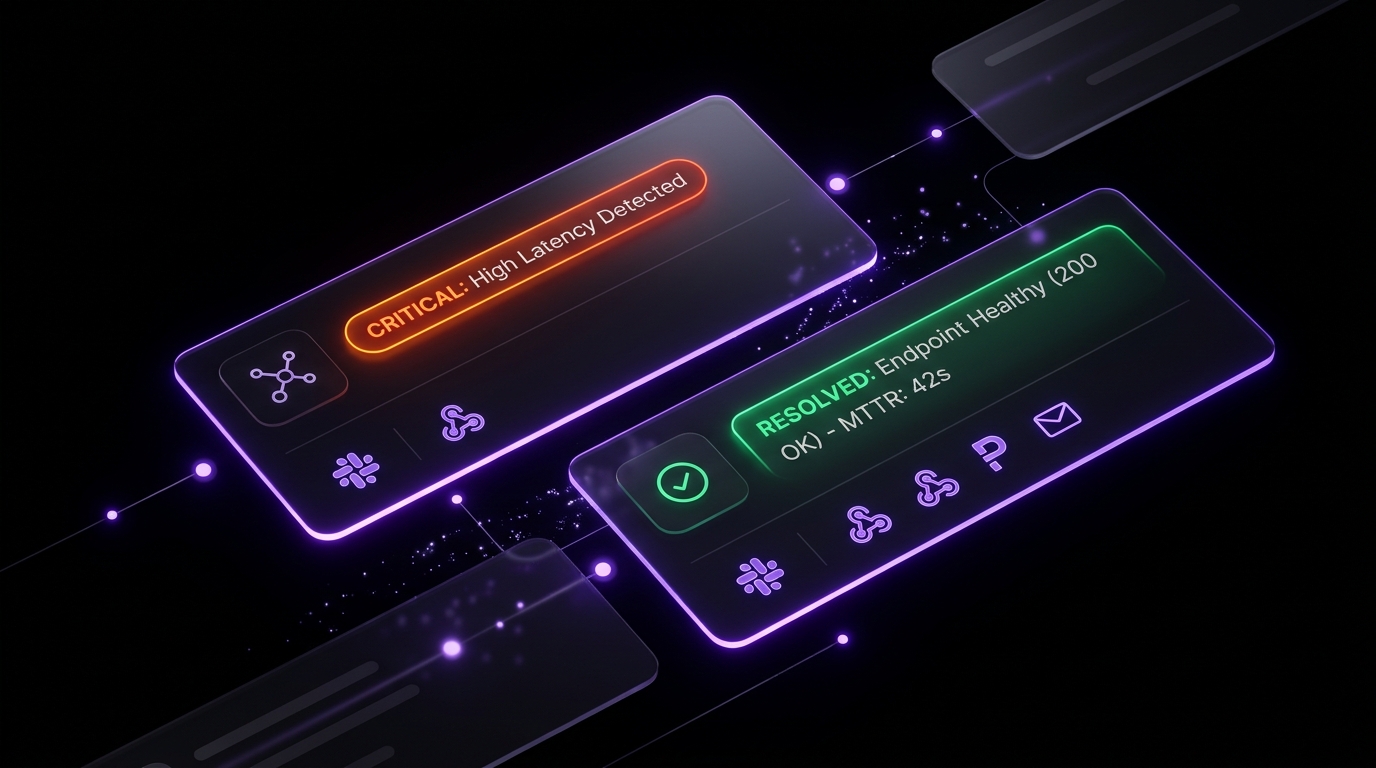 CRITICAL: High Latency Detected
RESOLVED: Endpoint Healthy (200
OK) - MTTR: 42s